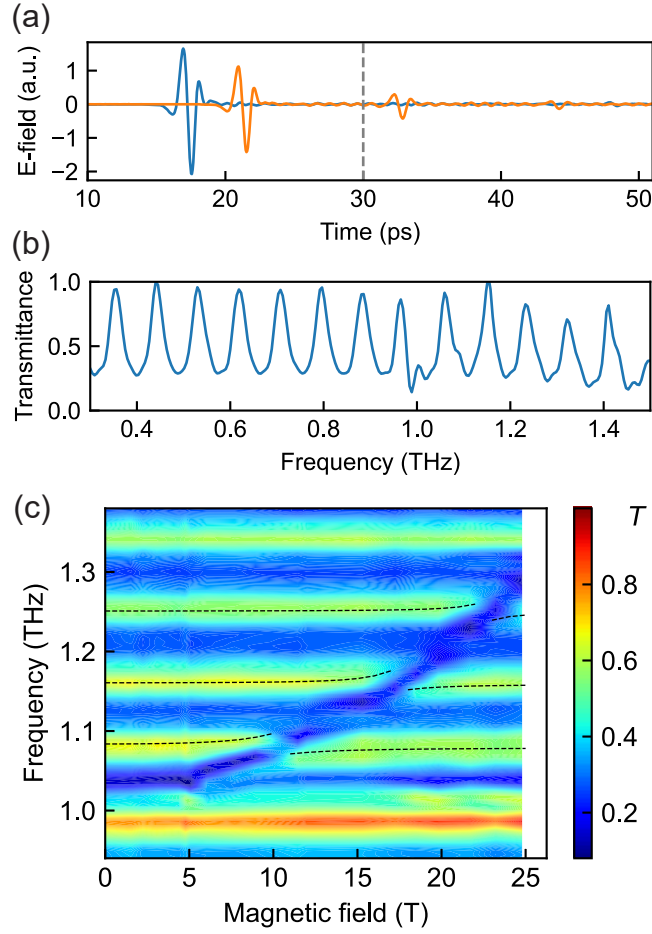 (a)
E-field (a.u.)
1
0
−1
−2
10 20 30 40 50
Time (ps)
(b)
Transmittance
1.0
0.5
0.0
0.4 0.6 0.8 1.0 1.2 1.4
Frequency (THz)
(c)
Frequency (THz)
1.3
1.2
1.1
1.0
0 5 10 15 20 25
Magnetic field (T)
T
0.8
0.6
0.4
0.2